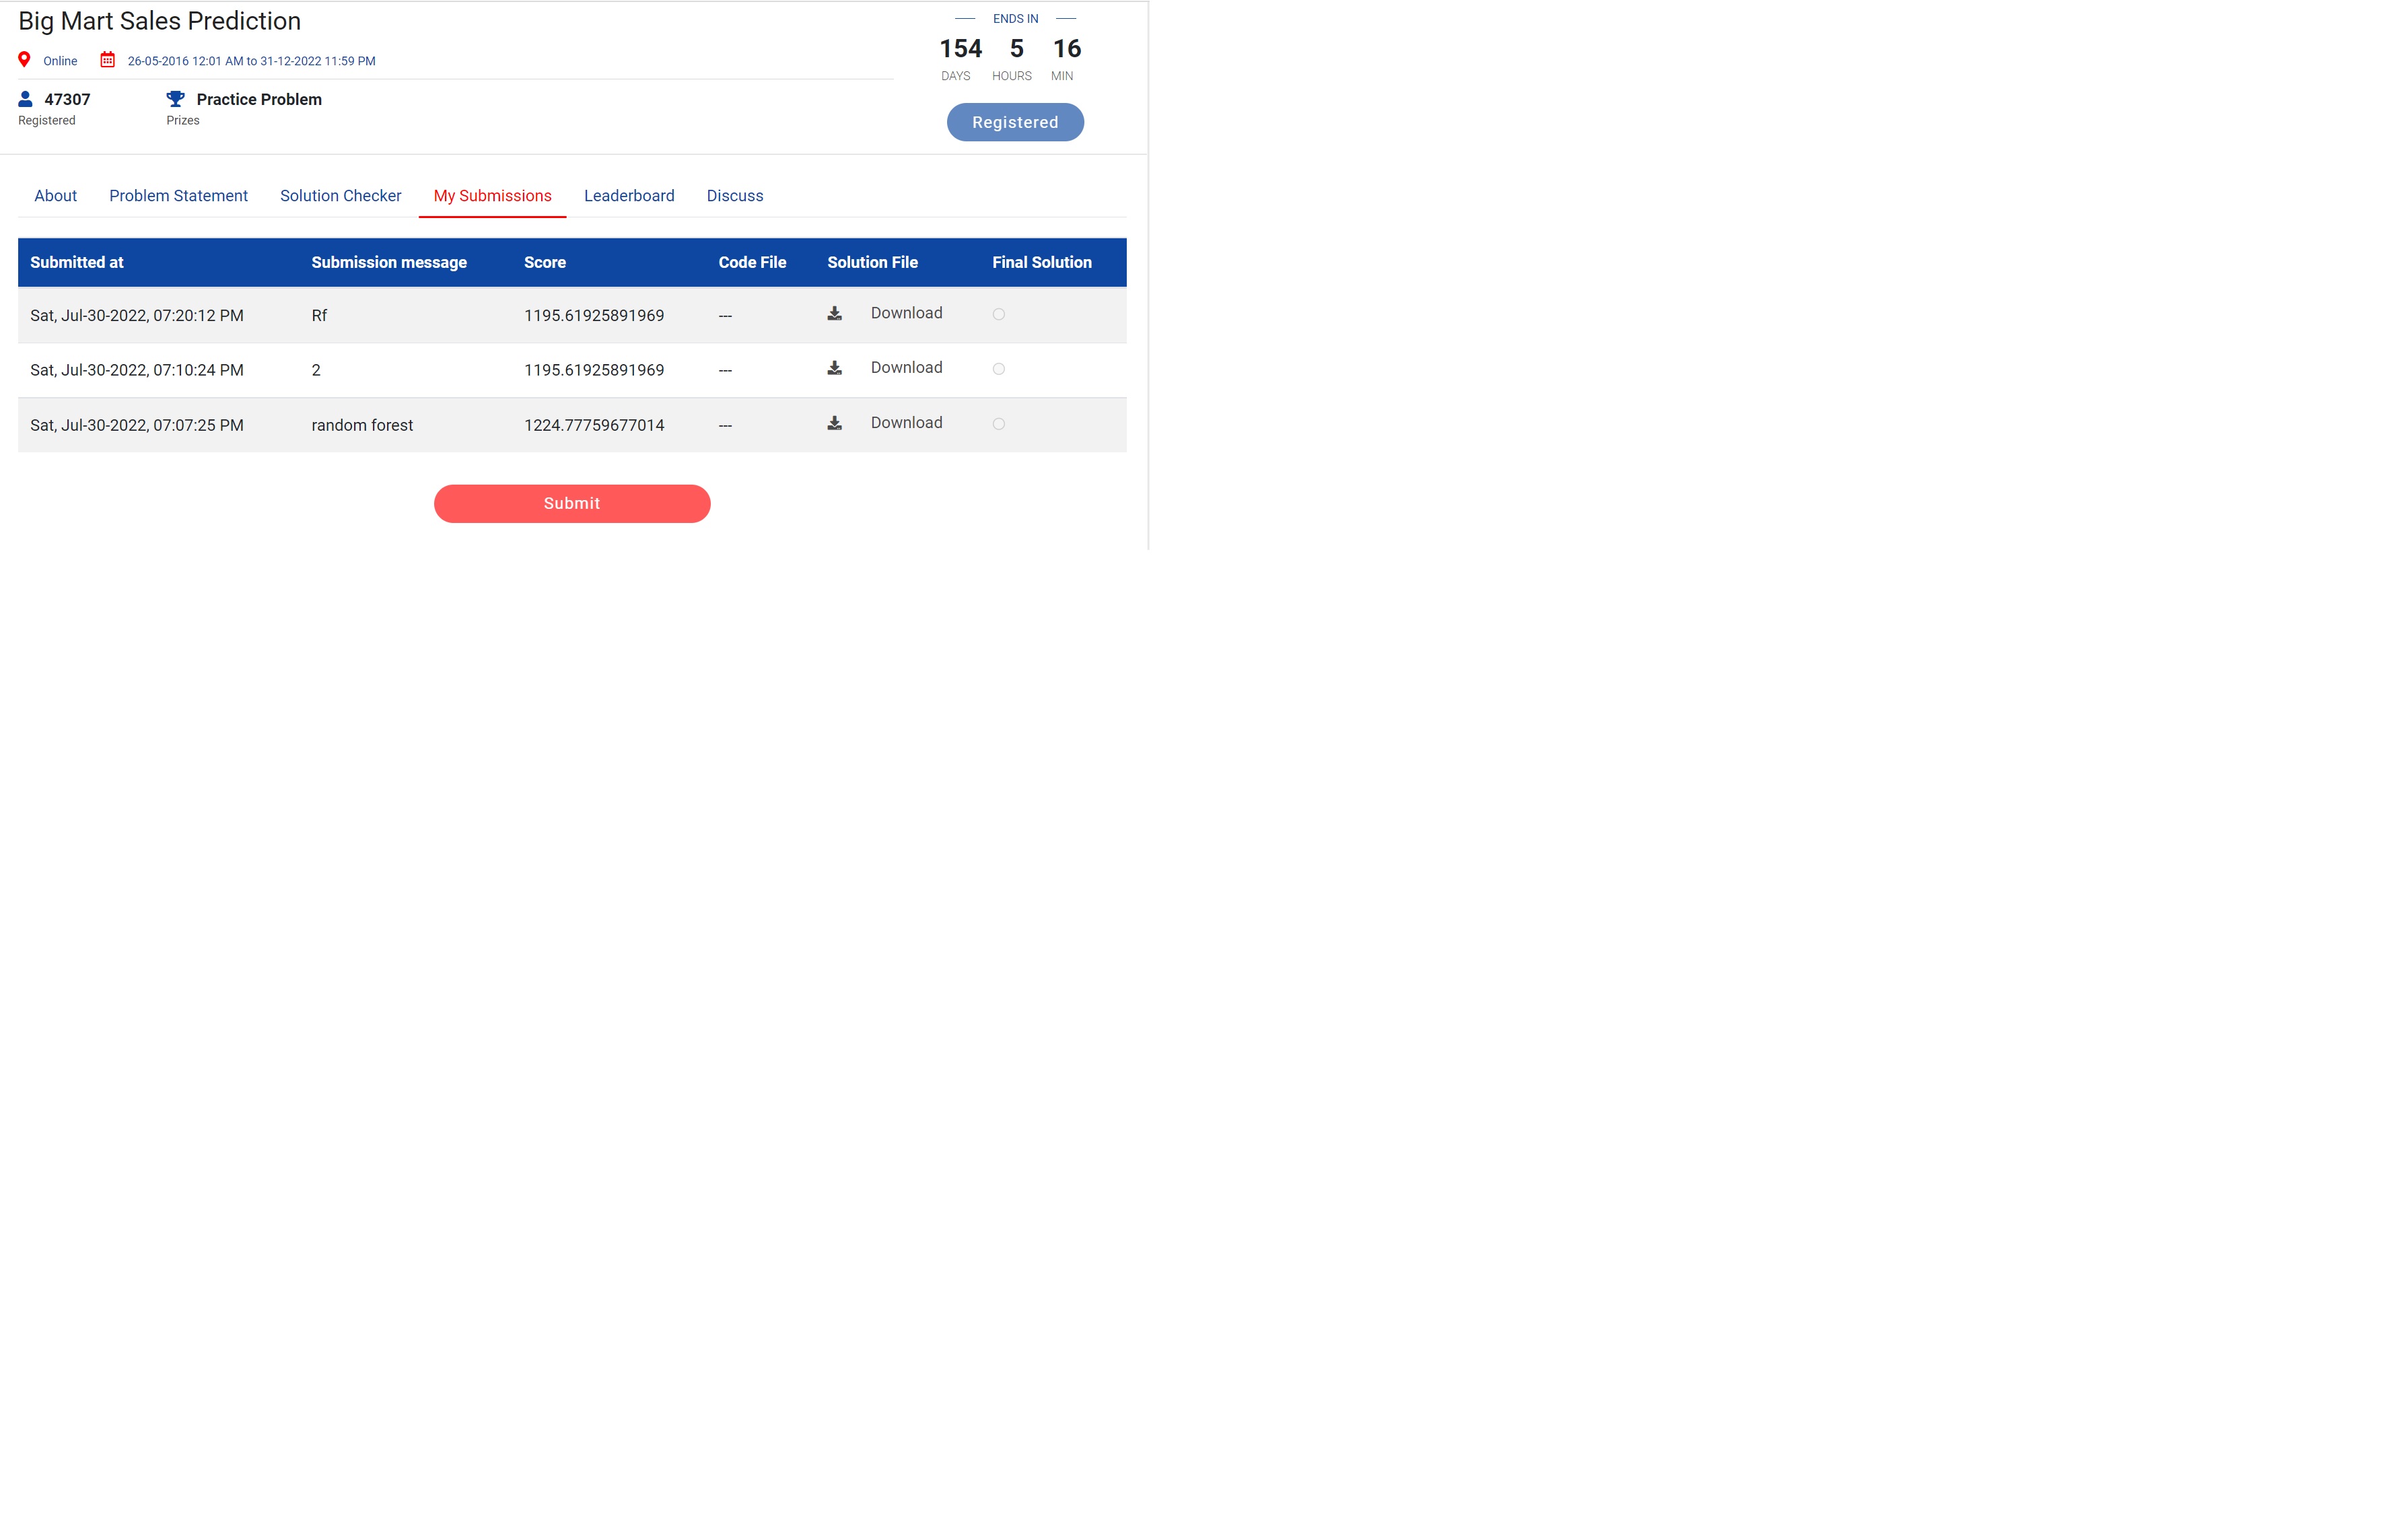 Big Mart Sales Prediction
Online 26-05-2016 12:01 AM to 31-12-2022 11:59 PM
47307 Practice Problem
Registered Prizes
ENDS IN
154 5 16
DAYS HOURS MIN
Registered
About Problem Statement Solution Checker My Submissions Leaderboard Discuss
Submitted at Submission message Score Code File Solution File Final Solution
Sat, Jul-30-2022, 07:20:12 PM Rf 1195.61925891969 --- Download
Sat, Jul-30-2022, 07:10:24 PM 2 1195.61925891969 --- Download
Sat, Jul-30-2022, 07:07:25 PM random forest 1224.77759677014 --- Download
Submit